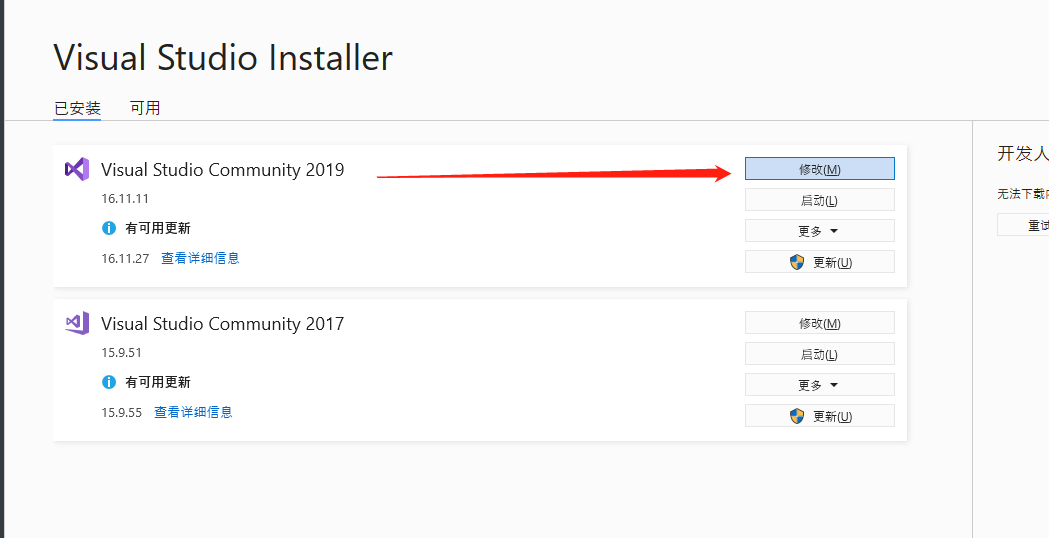 Visual Studio Installer
已安装 可用
Visual Studio Community 2019
16.11.11
有可用更新
16.11.27 查看详细信息
修改(M)
启动(L)
更多
更新(U)
Visual Studio Community 2017
15.9.51
有可用更新
15.9.55 查看详细信息
修改(M)
启动(L)
更多
更新(U)
开发人
无法下载
重试